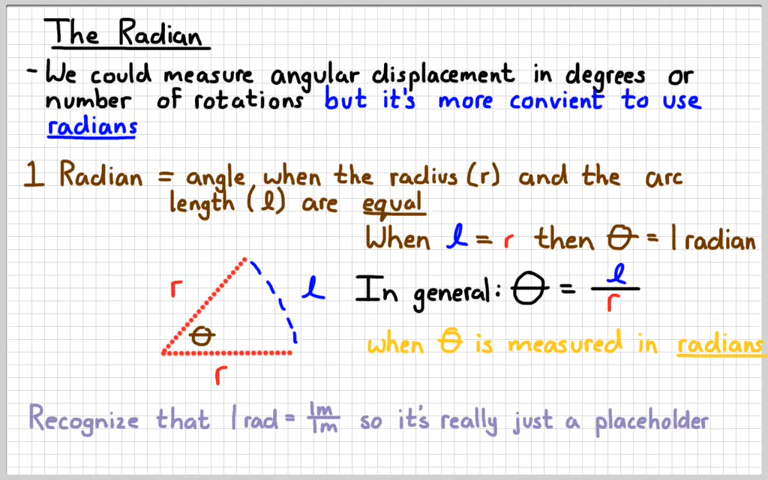 The Radian
- We could measure angular displacement in degrees or
number of rotations but it's more convient to use
radians
1 Radian = angle when the radius (r) and the arc
length (l) are equal
When l = r then θ = 1 radian
r
l
In general: θ = l/r
θ
when θ is measured in radians
r
Recognize that 1 rad = 1m/1m so it's really just a placeholder